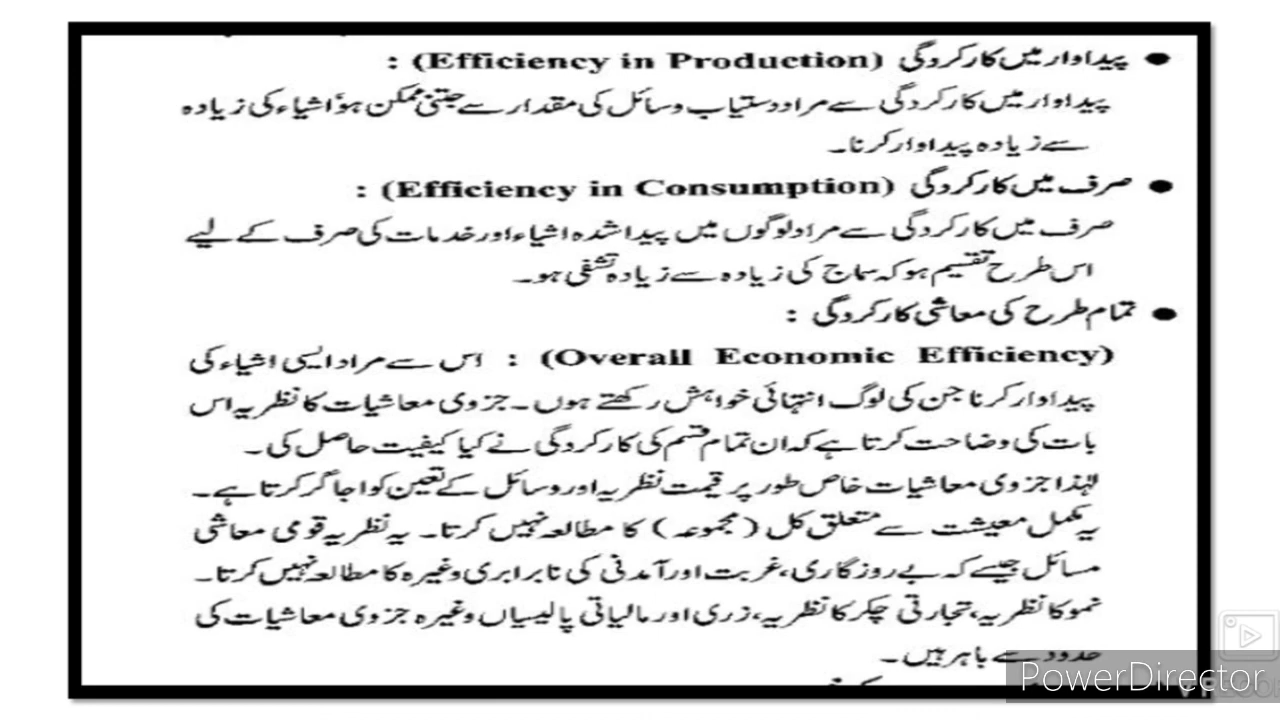 ● پیداوار میں کارکردگی (Efficiency in Production) :
پیداوار میں کارکردگی سے مراد دستیاب وسائل کی مقدار سے جتنی ممکن ہو اشیاء کی زیادہ
سے زیادہ پیداوار کرنا۔
● صرف میں کارکردگی (Efficiency in Consumption) :
صرف میں کارکردگی سے مراد لوگوں میں پیدا شدہ اشیاء اور خدمات کی صرف کے لیے
اس طرح تقسیم ہو کہ سماج کی زیادہ سے زیادہ تشفی ہو۔
● تمام طرح کی معاشی کارکردگی :
(Overall Economic Efficiency) : اس سے مراد ایسی اشیاء کی
پیداوار کرنا جن کی لوگ انتہائی خواہش رکھتے ہوں۔ جزوی معاشیات کا نظریہ اس
بات کی وضاحت کرتا ہے کہ ان تمام قسم کی کارکردگی نے کیا کیفیت حاصل کی۔
لہٰذا جزوی معاشیات خاص طور پر قیمت نظریہ اور وسائل کے تعین کو اجاگر کرتا ہے۔
یہ مکمل معیشت سے متعلق کل (مجموعہ) کا مطالعہ نہیں کرتا۔ یہ نظریہ قومی معاشی
مسائل جیسے کہ بے روزگاری، غربت اور آمدنی کی نابرابری وغیرہ کا مطالعہ نہیں کرتا۔
نمو کا نظریہ، تجارتی چکر کا نظریہ، زری اور مالیاتی پالیسیاں وغیرہ جزوی معاشیات کی
حدود سے باہر ہیں۔
PowerDirector